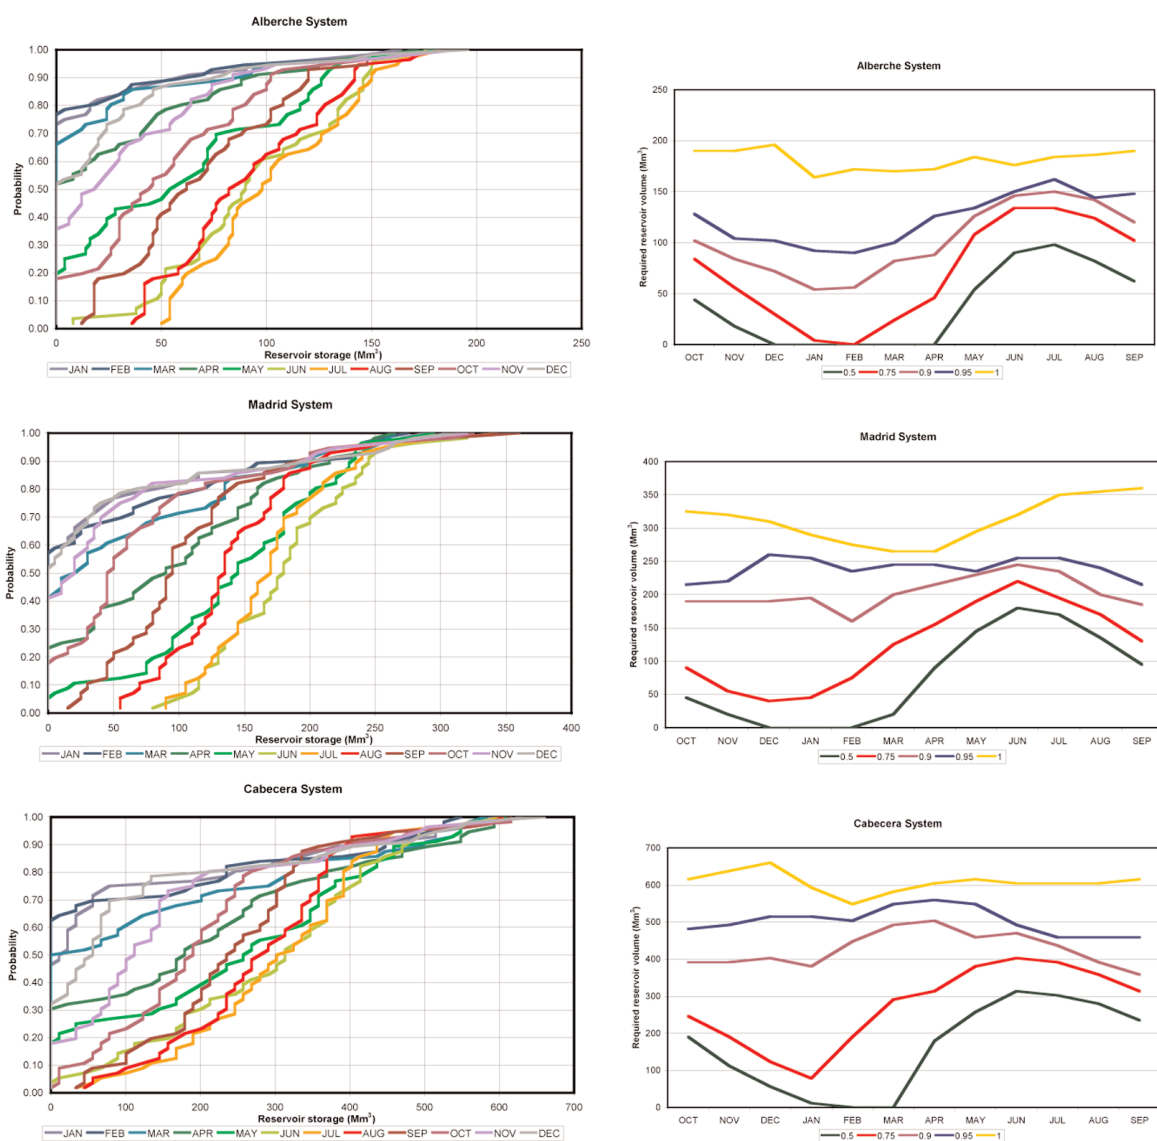 Alberche System
Probability
1.00
0.90
0.80
0.70
0.60
0.50
0.40
0.30
0.20
0.10
0.00
0 50 100 150 200 250
Reservoir storage (Mm³)
JAN FEB MAR APR MAY JUN JUL AUG SEP OCT NOV DEC
Alberche System
Required reservoir volume (Mm³)
250
200
150
100
50
0
OCT NOV DEC JAN FEB MAR APR MAY JUN JUL AUG SEP
0.5 0.75 0.9 0.95 1
Madrid System
Probability
1.00
0.90
0.80
0.70
0.60
0.50
0.40
0.30
0.20
0.10
0.00
0 50 100 150 200 250 300 350 400
Reservoir storage (Mm³)
JAN FEB MAR APR MAY JUN JUL AUG SEP OCT NOV DEC
Madrid System
Required reservoir volume (Mm³)
400
350
300
250
200
150
100
50
0
OCT NOV DEC JAN FEB MAR APR MAY JUN JUL AUG SEP
0.5 0.75 0.9 0.95 1
Cabecera System
Probability
1.00
0.90
0.80
0.70
0.60
0.50
0.40
0.30
0.20
0.10
0.00
0 100 200 300 400 500 600 700
Reservoir storage (Mm³)
JAN FEB MAR APR MAY JUN JUL AUG SEP OCT NOV DEC
Cabecera System
Required reservoir volume (Mm³)
700
600
500
400
300
200
100
0
OCT NOV DEC JAN FEB MAR APR MAY JUN JUL AUG SEP
0.5 0.75 0.9 0.95 1